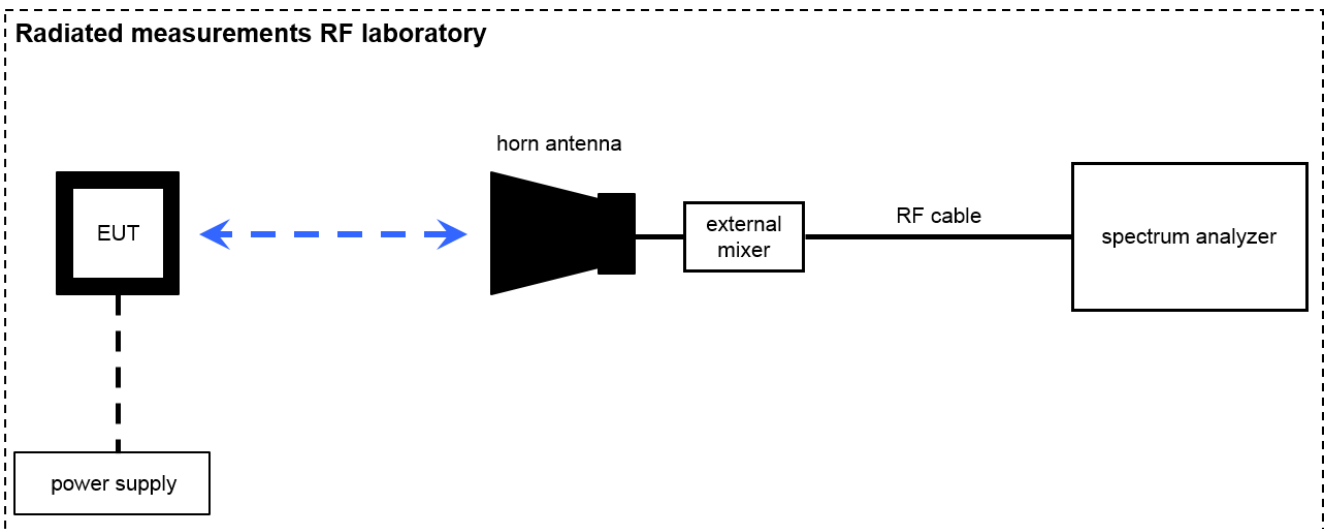 Radiated measurements RF laboratory
horn antenna
EUT
external
mixer
RF cable
spectrum analyzer
power supply